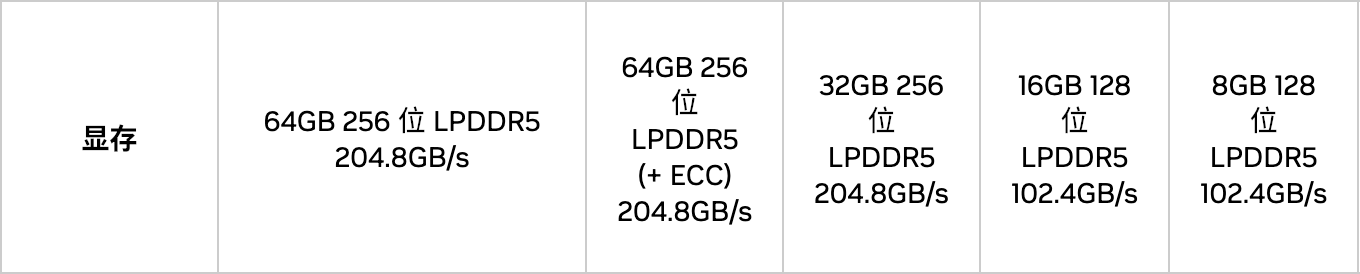 显存
64GB 256 位 LPDDR5
204.8GB/s
64GB 256
位
LPDDR5
(+ ECC)
204.8GB/s
32GB 256
位
LPDDR5
204.8GB/s
16GB 128
位
LPDDR5
102.4GB/s
8GB 128
位
LPDDR5
102.4GB/s